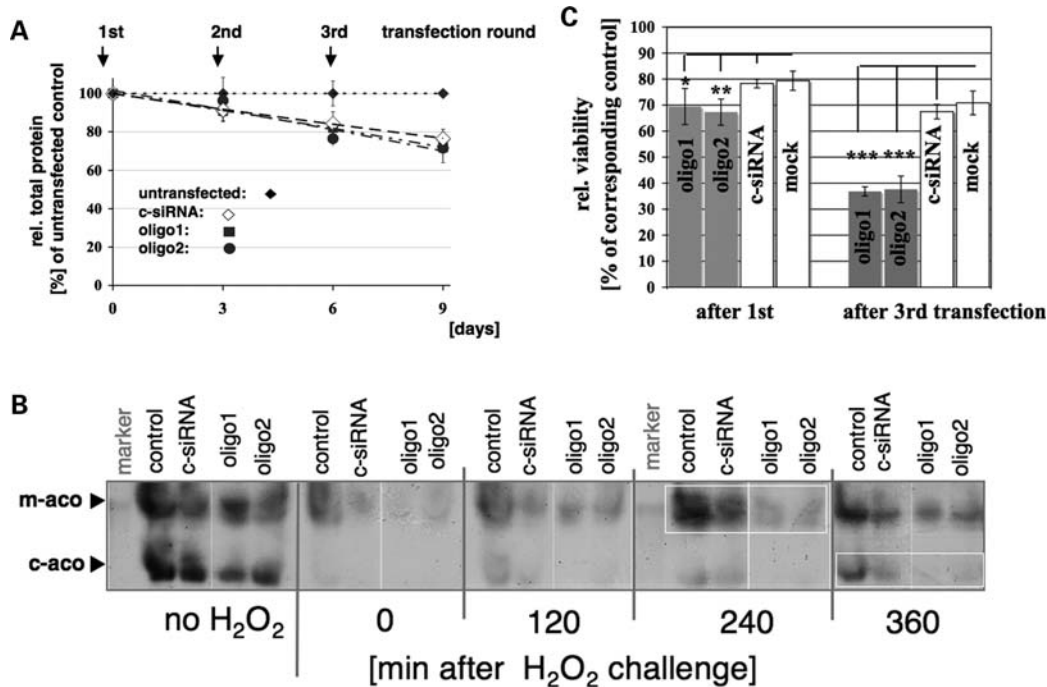 A
1st 2nd 3rd transfection round
rel. total protein
[%] of untransfected control
120
100
80
60
40
20
0
untransfected:
c-siRNA:
oligo1:
oligo2:
0 3 6 9
[days]
C
rel. viability
[% of corresponding control]
100
90
80
70
60
50
40
30
20
10
0
* ** *** ***
oligo1 oligo2 c-siRNA mock oligo1 oligo2 c-siRNA mock
after 1st after 3rd transfection
B
marker control c-siRNA oligo1 oligo2 control c-siRNA oligo1 oligo2 control c-siRNA oligo1 oligo2 marker control c-siRNA oligo1 oligo2 control c-siRNA oligo1 oligo2
m-aco
c-aco
no H₂O₂ 0 120 240 360
[min after H₂O₂ challenge]